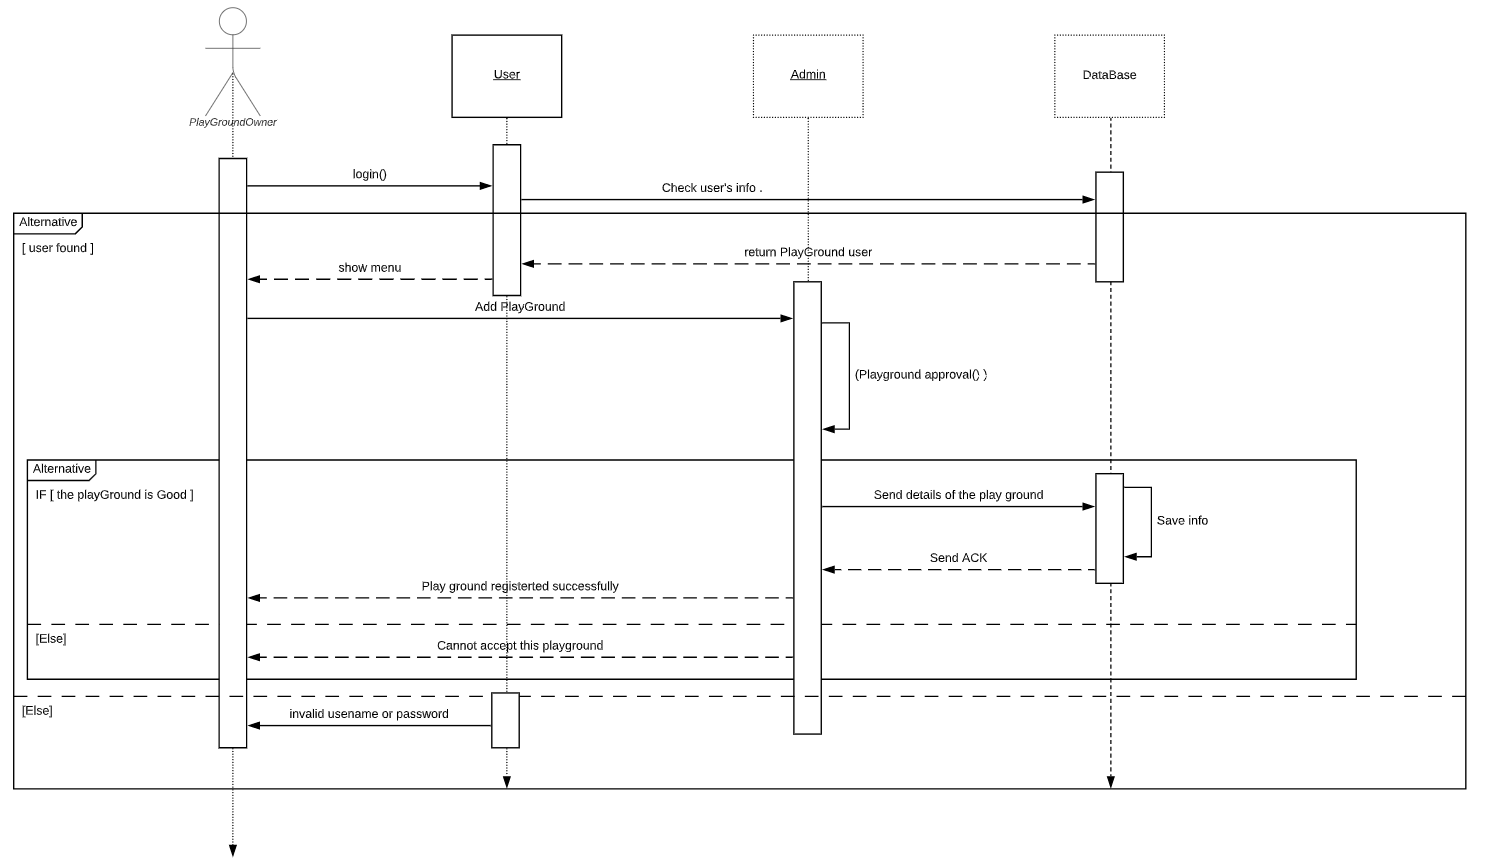 User
Admin
DataBase
PlayGroundOwner
login()
Check user's info .
Alternative
[ user found ]
return PlayGround user
show menu
Add PlayGround
(Playground approval() )
Alternative
IF [ the playGround is Good ]
Send details of the play ground
Save info
Send ACK
Play ground registerted successfully
[Else]
Cannot accept this playground
[Else]
invalid usename or password